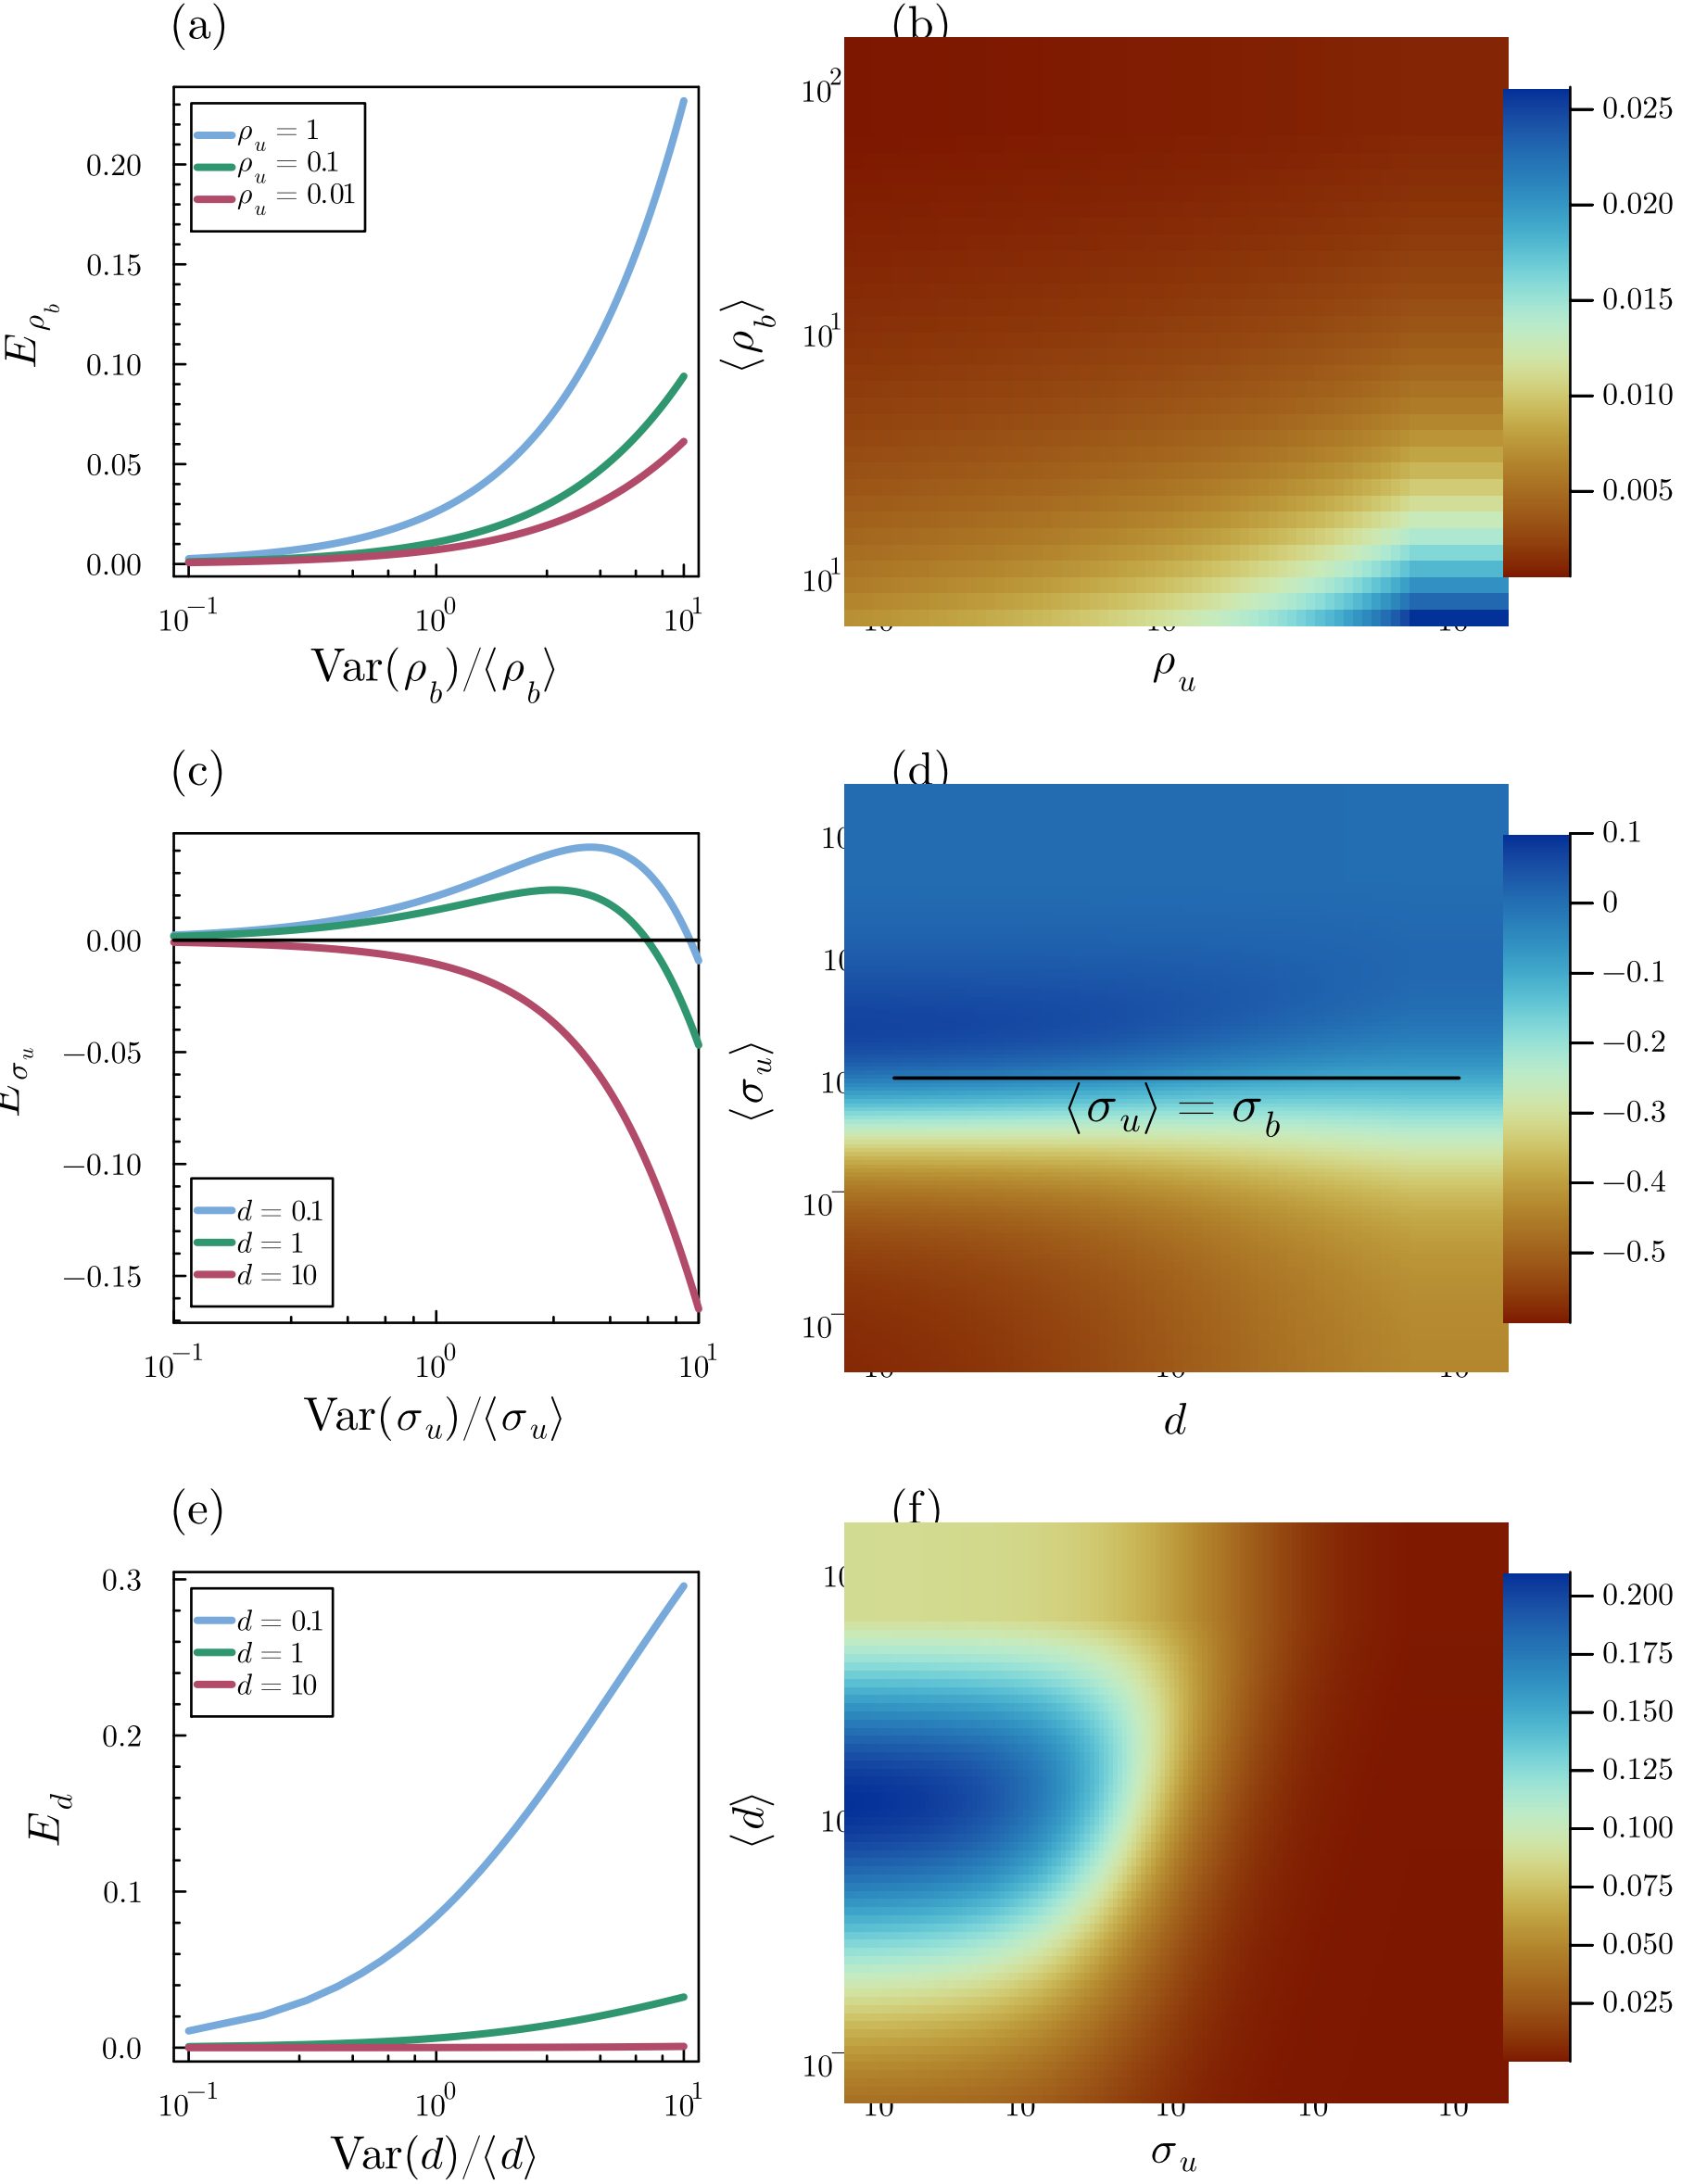 (a)
(b)
E_{ρ_b}
0.20
0.15
0.10
0.05
0.00
ρ_u = 1
ρ_u = 0.1
ρ_u = 0.01
10^{−1}
10^0
10^1
Var(ρ_b)/⟨ρ_b⟩
⟨ρ_b⟩
10^2
10^1
10^1
ρ_u
0.025
0.020
0.015
0.010
0.005
(c)
(d)
E_{σ_u}
0.00
−0.05
−0.10
−0.15
d = 0.1
d = 1
d = 10
10^{−1}
10^0
10^1
Var(σ_u)/⟨σ_u⟩
⟨σ_u⟩
⟨σ_u⟩ = σ_b
d
0.1
0
−0.1
−0.2
−0.3
−0.4
−0.5
(e)
(f)
E_d
0.3
0.2
0.1
0.0
d = 0.1
d = 1
d = 10
10^{−1}
10^0
10^1
Var(d)/⟨d⟩
⟨d⟩
σ_u
0.200
0.175
0.150
0.125
0.100
0.075
0.050
0.025